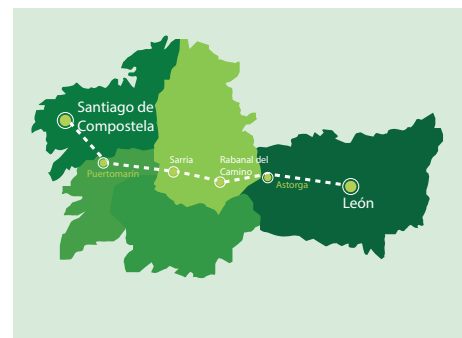 Santiago de
Compostela
Puertomarín
Sarria
Rabanal del
Camino
Astorga
León